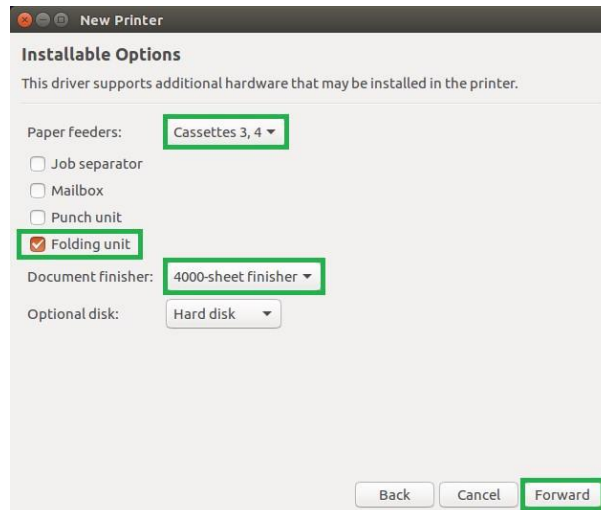 New Printer
Installable Options
This driver supports additional hardware that may be installed in the printer.
Paper feeders: Cassettes 3, 4
Job separator
Mailbox
Punch unit
Folding unit
Document finisher: 4000-sheet finisher
Optional disk: Hard disk
Back Cancel Forward